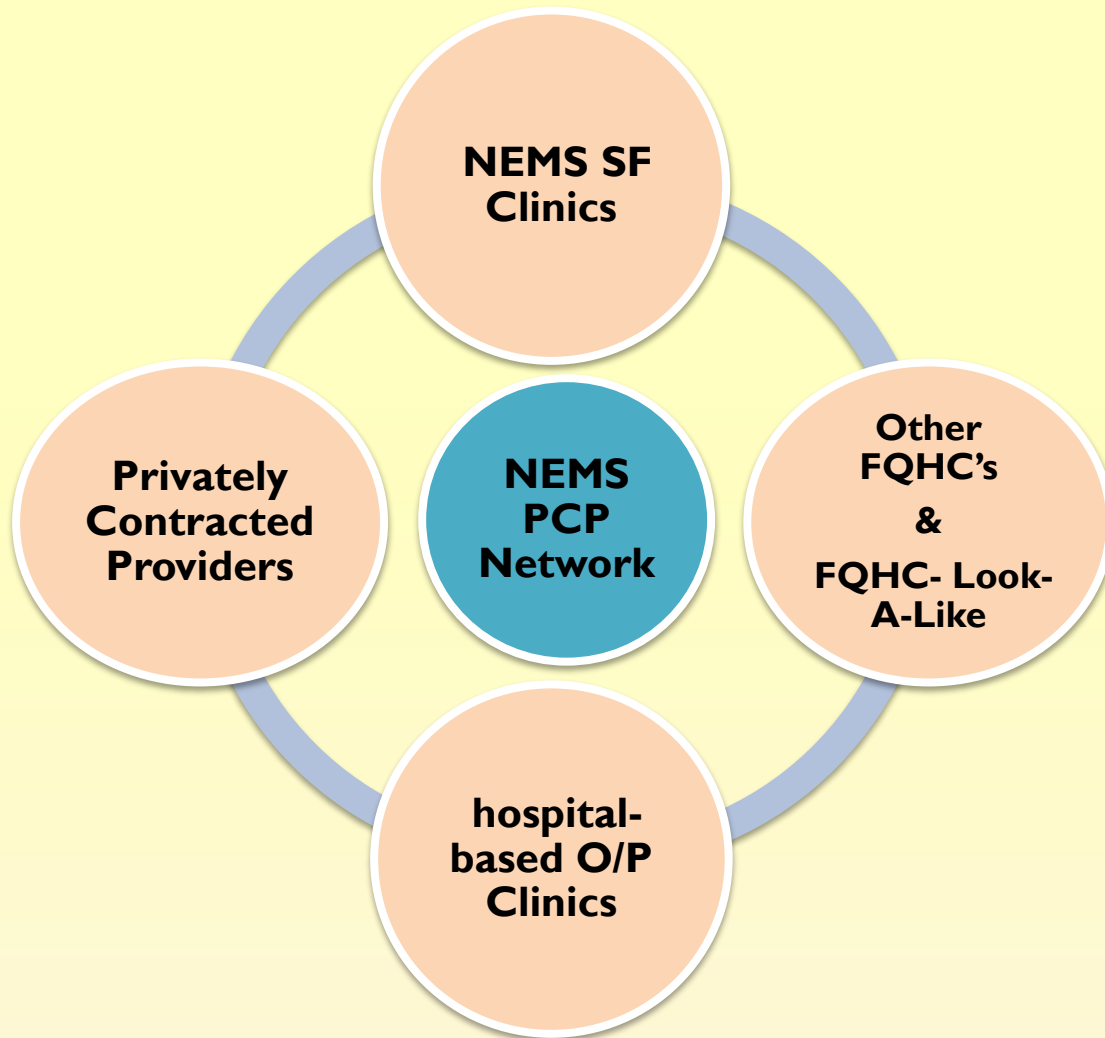 NEMS SF
Clinics
Privately
Contracted
Providers
NEMS
PCP
Network
Other
FQHC’s
&
FQHC- Look-
A-Like
hospital-
based O/P
Clinics